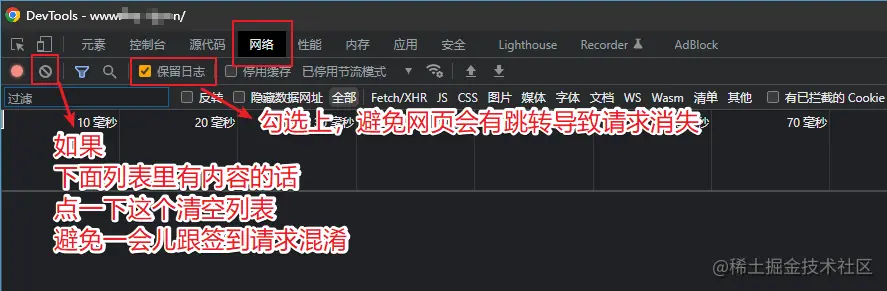 DevTools - www
n/
元素 控制台 源代码 网络 性能 内存 应用 安全 Lighthouse Recorder AdBlock
保留日志 停用缓存 已停用节流模式
过滤 反转 隐藏数据网址 全部 Fetch/XHR JS CSS 图片 媒体 字体 文档 WS Wasm 清单 其他 有已拦截的 Cookie
10 毫秒 20 毫秒 毫秒 70 毫秒
勾选上，避免网页会有跳转导致请求消失
如果
下面列表里有内容的话
点一下这个清空列表
避免一会儿跟签到请求混淆
@稀土掘金技术社区